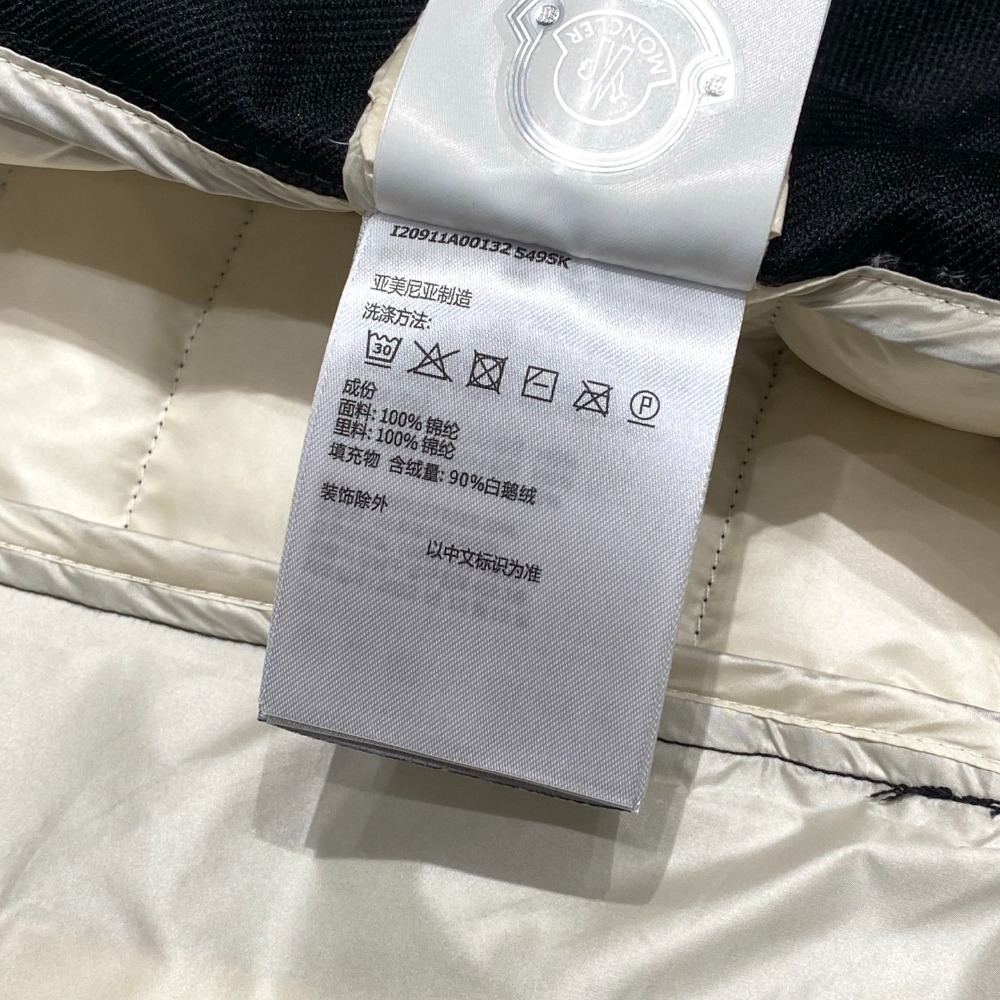 MONCLER
I20911A00132 549SK
亚美尼亚制造
洗涤方法:
30
P
成份
面料: 100% 锦纶
里料: 100% 锦纶
填充物 含绒量: 90%白鹅绒
装饰除外
以中文标识为准